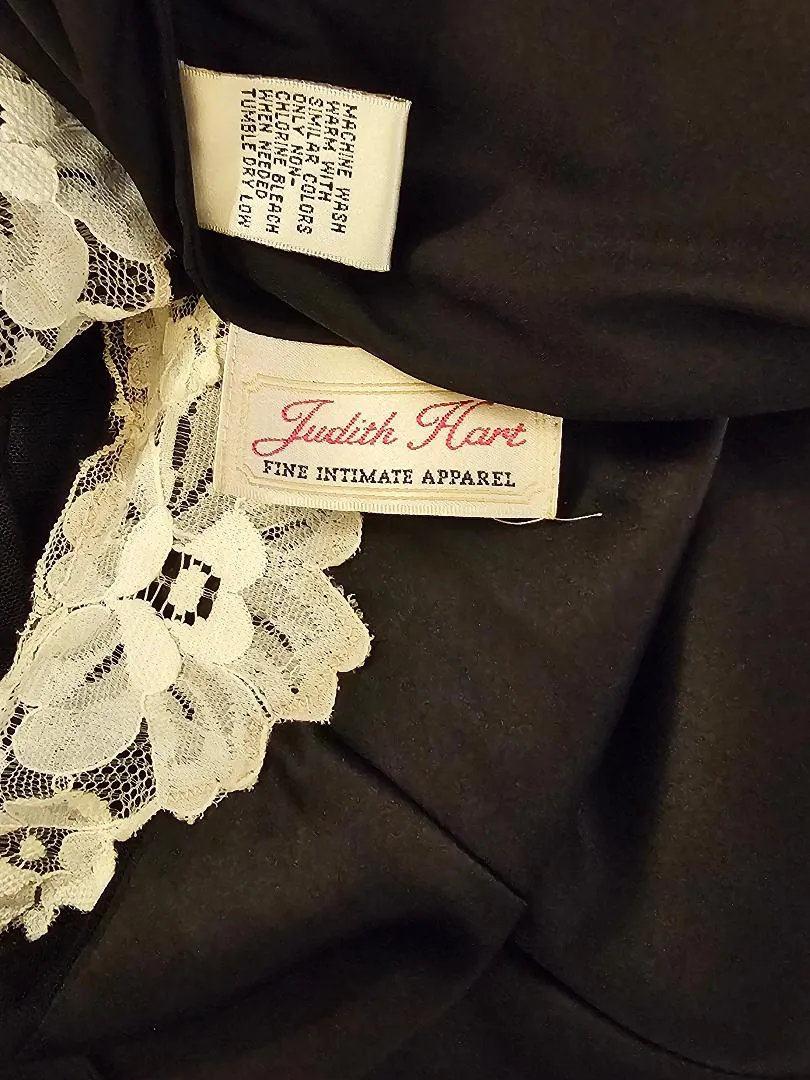 MACHINE WASH
WARM WITH
SIMILAR COLORS
ONLY NON-
CHLORINE BLEACH
WHEN NEEDED
TUMBLE DRY LOW
Judith Hart
FINE INTIMATE APPAREL